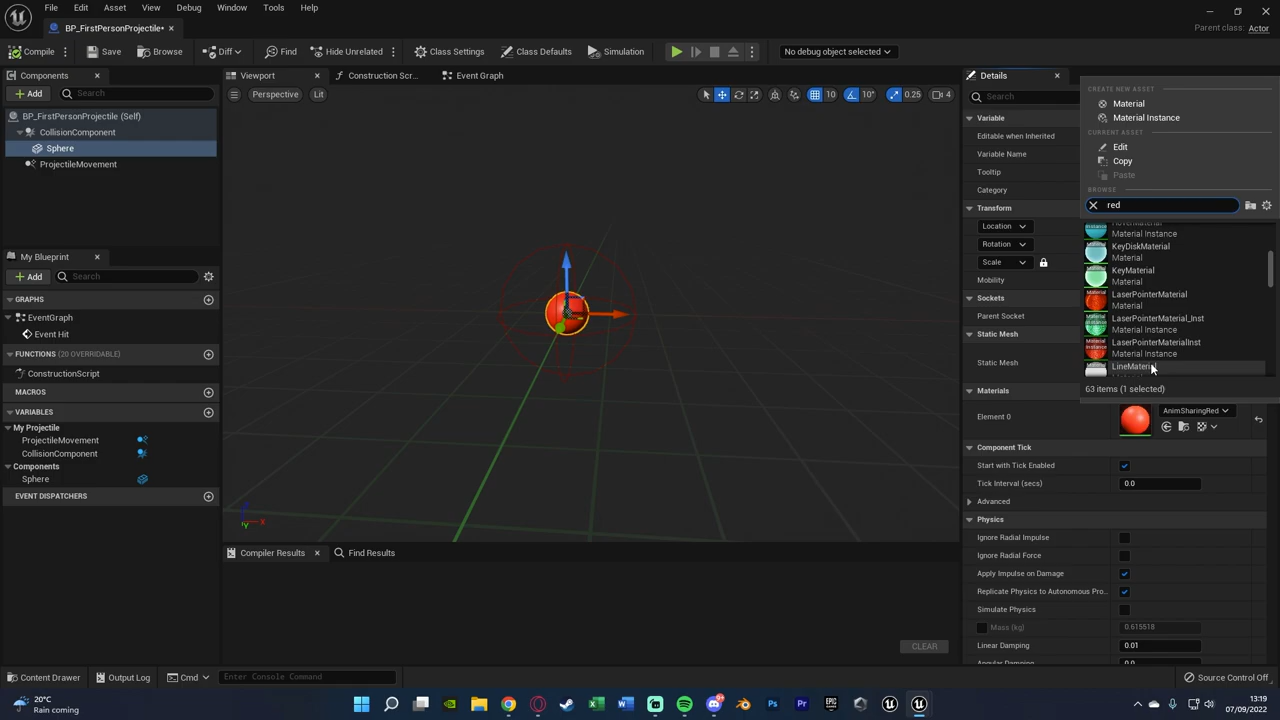 File Edit Asset View Debug Window Tools Help
BP_FirstPersonProjectile*
Parent class: Actor
Compile Save Browse Diff Find Hide Unrelated Class Settings Class Defaults Simulation No debug object selected
Components
Add Search
BP_FirstPersonProjectile (Self)
CollisionComponent
Sphere
ProjectileMovement
My Blueprint
Add Search
GRAPHS
EventGraph
Event Hit
FUNCTIONS (20 OVERRIDABLE)
ConstructionScript
MACROS
VARIABLES
My Projectile
ProjectileMovement
CollisionComponent
Components
Sphere
EVENT DISPATCHERS
Viewport Construction Scr... Event Graph
Perspective Lit 10 10° 0.25 4
Z X Y
Compiler Results Find Results
CLEAR
Details
Search
Variable
Editable when Inherited
Variable Name
Tooltip
Category
Transform
Location
Rotation
Scale
Mobility
Sockets
Parent Socket
Static Mesh
Static Mesh
Materials
Element 0 AnimSharingRed
Component Tick
Start with Tick Enabled
Tick Interval (secs) 0.0
Advanced
Physics
Ignore Radial Impulse
Ignore Radial Force
Apply Impulse on Damage
Replicate Physics to Autonomous Pro...
Simulate Physics
Mass (kg) 0.615518
Linear Damping 0.01
Angular Damping 0.0
CREATE NEW ASSET
Material
Material Instance
CURRENT ASSET
Edit
Copy
Paste
BROWSE
red
HoverMaterial
Material Instance
KeyDiskMaterial
Material
KeyMaterial
Material
LaserPointerMaterial
Material
LaserPointerMaterial_Inst
Material Instance
LaserPointerMaterialInst
Material Instance
LineMaterial
63 items (1 selected)
Content Drawer Output Log Cmd Enter Console Command Source Control Off
20°C
Rain coming
13:19
07/09/2022